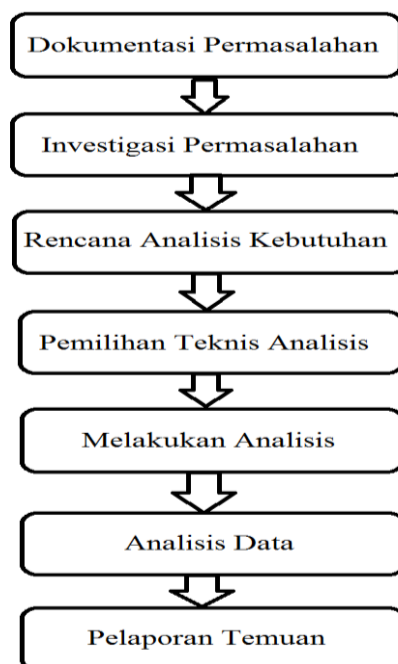 Dokumentasi Permasalahan
Investigasi Permasalahan
Rencana Analisis Kebutuhan
Pemilihan Teknis Analisis
Melakukan Analisis
Analisis Data
Pelaporan Temuan